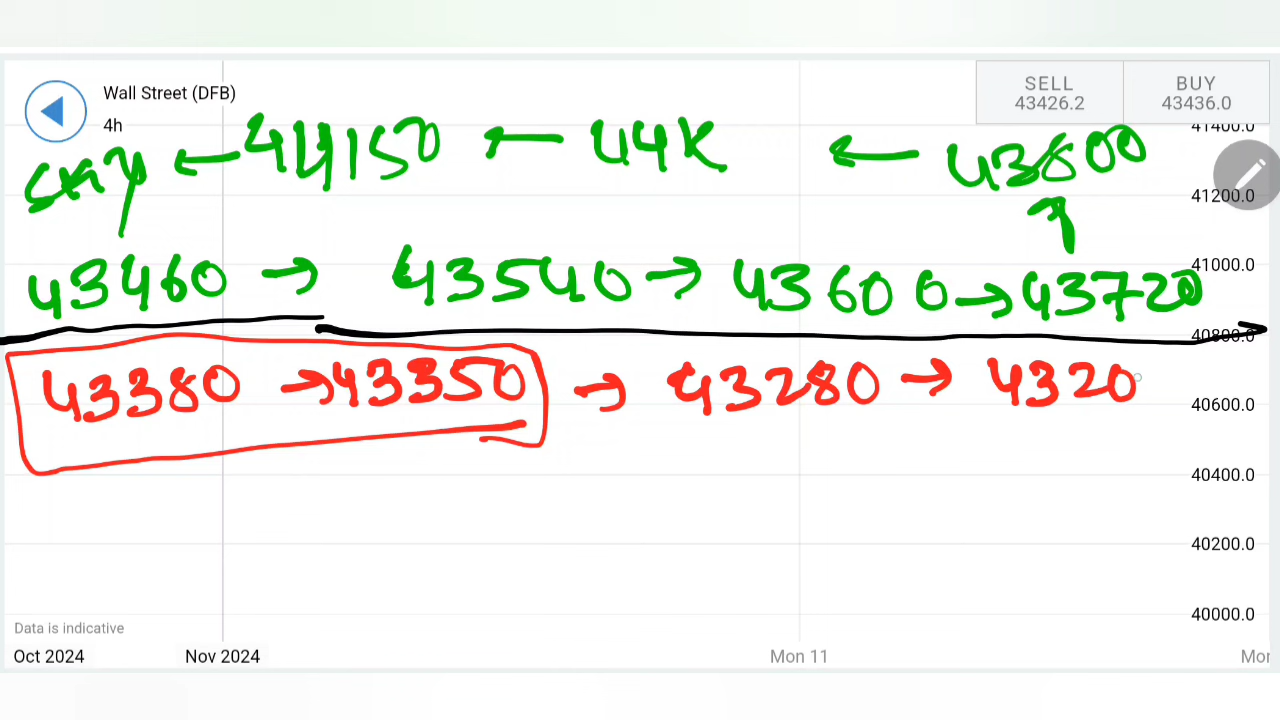 Wall Street (DFB)
4h
SELL
43426.2
BUY
43436.0
sky ← 44150 ← 44K ← 43800
43460 → 43540 → 43600 → 43720
43380 → 43350 → 43280 → 4320
41400.0
41200.0
41000.0
40800.0
40600.0
40400.0
40200.0
40000.0
Data is indicative
Oct 2024 Nov 2024 Mon 11